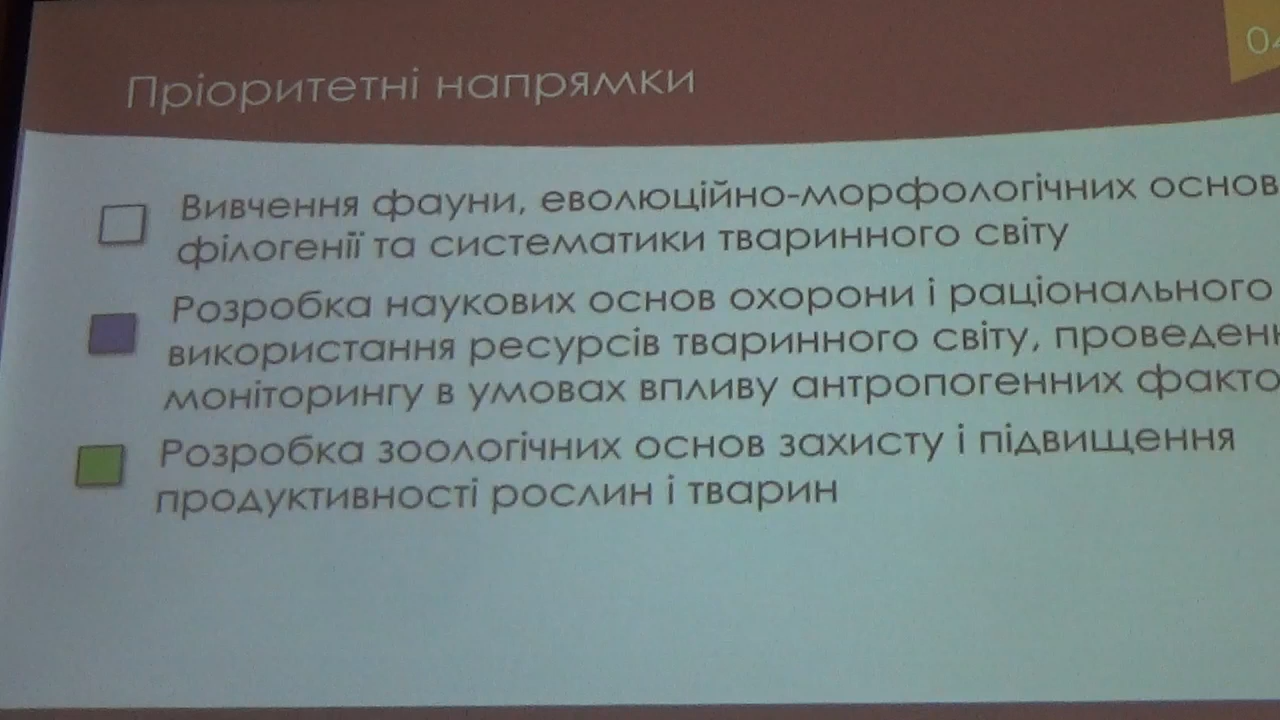 Пріоритетні напрямки
Вивчення фауни, еволюційно-морфологічних основ
філогенії та систематики тваринного світу
Розробка наукових основ охорони і раціонального
використання ресурсів тваринного світу,
моніторингу в умовах впливу антропогенних
Розробка зоологічних основ захисту і підвищення
продуктивності рослин і тварин